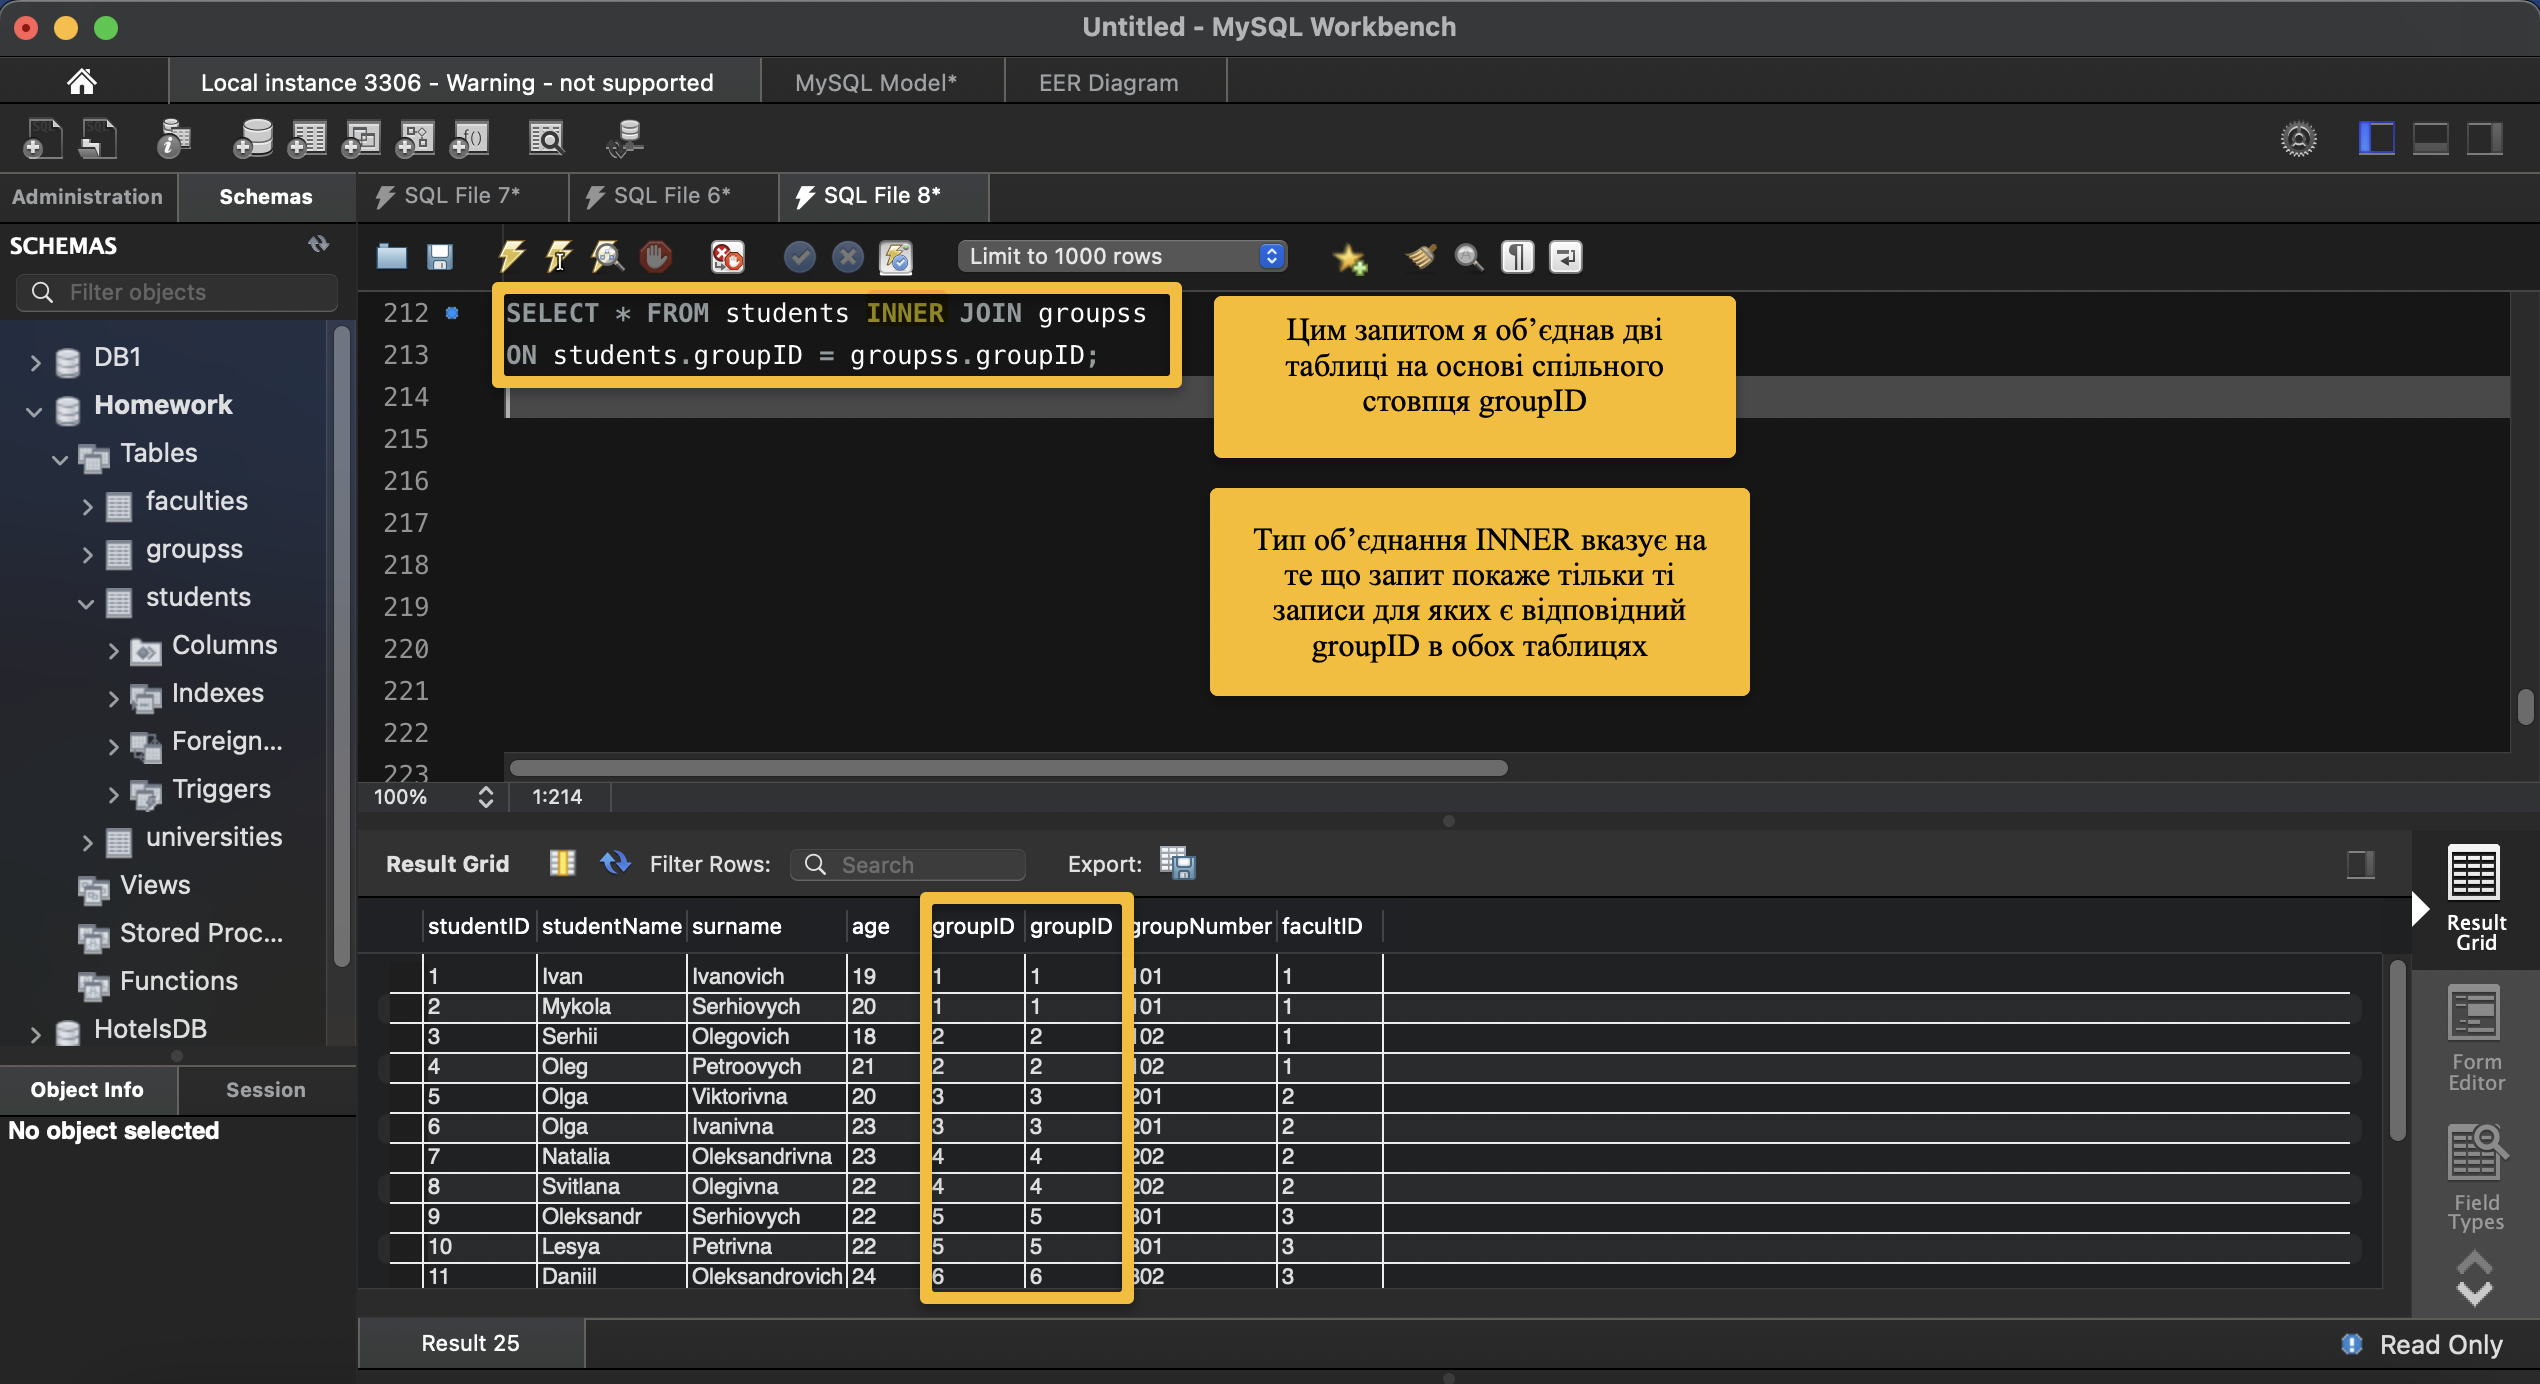 Untitled - MySQL Workbench
Local instance 3306 - Warning - not supported
MySQL Model*
EER Diagram
Administration
Schemas
SQL File 7*
SQL File 6*
SQL File 8*
SCHEMAS
Filter objects
Limit to 1000 rows
DB1
Homework
Tables
faculties
groupss
students
Columns
Indexes
Foreign...
Triggers
universities
Views
Stored Proc...
Functions
HotelsDB
Object Info
Session
No object selected
212 SELECT * FROM students INNER JOIN groupss
213 ON students.groupID = groupss.groupID;
214
215
216
217
218
219
220
221
222
223
Цим запитом я об’єднав дві
таблиці на основі спільного
стовпця groupID
Тип об’єднання INNER вказує на
те що запит покаже тільки ті
записи для яких є відповідний
groupID в обох таблицях
100%
1:214
Result Grid
Filter Rows:
Search
Export:
studentID studentName surname age groupID groupID groupNumber facultID
1 Ivan Ivanovich 19 1 1 101 1
2 Mykola Serhiovych 20 1 1 101 1
3 Serhii Olegovich 18 2 2 102 1
4 Oleg Petroovych 21 2 2 102 1
5 Olga Viktorivna 20 3 3 201 2
6 Olga Ivanivna 23 3 3 201 2
7 Natalia Oleksandrivna 23 4 4 202 2
8 Svitlana Olegivna 22 4 4 202 2
9 Oleksandr Serhiovych 22 5 5 301 3
10 Lesya Petrivna 22 5 5 301 3
11 Daniil Oleksandrovich 24 6 6 302 3
Result
Grid
Form
Editor
Field
Types
Result 25
Read Only